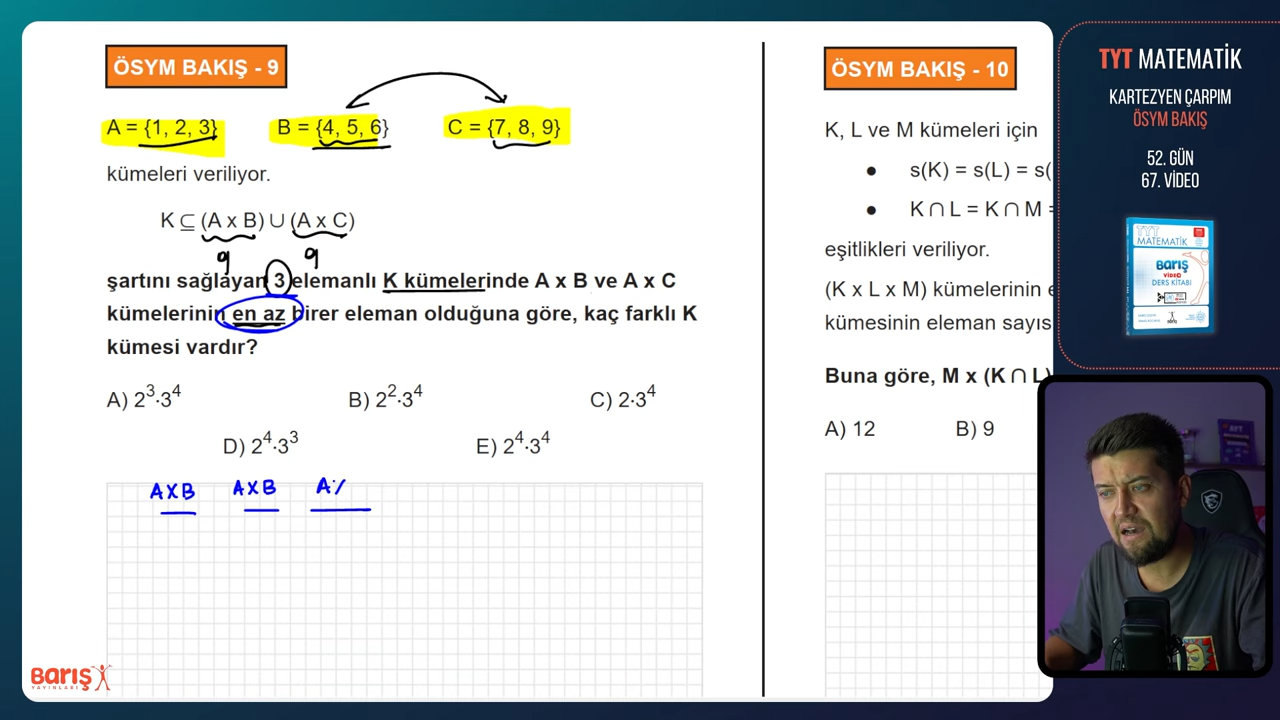 ÖSYM BAKIŞ - 9
A = {1, 2, 3} B = {4, 5, 6} C = {7, 8, 9}
kümeleri veriliyor.
K ⊆ (A x B) ∪ (A x C)
9 9
şartını sağlayan 3 elemanlı K kümelerinde A x B ve A x C
kümelerinin en az birer eleman olduğuna göre, kaç farklı K
kümesi vardır?
A) 2³·3⁴ B) 2²·3⁴ C) 2·3⁴
D) 2⁴·3³ E) 2⁴·3⁴
AXB AXB
ÖSYM BAKIŞ - 10
K, L ve M kümeleri için
● s(K) = s(L) = s(
● K ∩ L = K ∩ M =
eşitlikleri veriliyor.
(K x L x M) kümelerinin e
kümesinin eleman sayıs
Buna göre, M x (K ∩ L)
A) 12 B) 9
TYT MATEMATİK
KARTEZYEN ÇARPIM
ÖSYM BAKIŞ
52. GÜN
67. VİDEO
TYT
MATEMATİK
BARIŞ
VİDEO
DERS KİTABI
BARIŞ
YAYINLARI